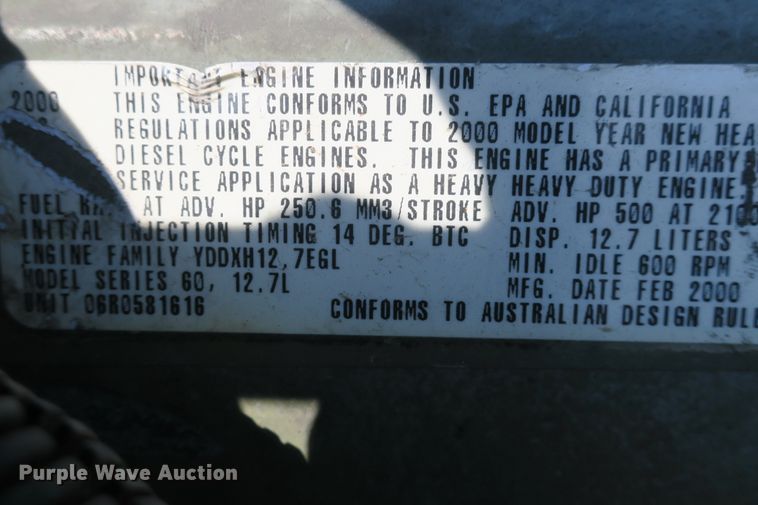 IMPORTANT ENGINE INFORMATION
2000 THIS ENGINE CONFORMS TO U.S. EPA AND CALIFORNIA
REGULATIONS APPLICABLE TO 2000 MODEL YEAR NEW HEA
DIESEL CYCLE ENGINES. THIS ENGINE HAS A PRIMARY
SERVICE APPLICATION AS A HEAVY HEAVY DUTY ENGINE.
FUEL AT ADV. HP 250.6 MM3/STROKE ADV. HP 500 AT 2100
INITIAL INJECTION TIMING 14 DEG. BTC DISP. 12.7 LITERS
ENGINE FAMILY YDDXH12.7EGL MIN. IDLE 600 RPM
MODEL SERIES 60, 12.7L MFG. DATE FEB 2000
UNIT 06R0581616 CONFORMS TO AUSTRALIAN DESIGN RULE
Purple Wave Auction